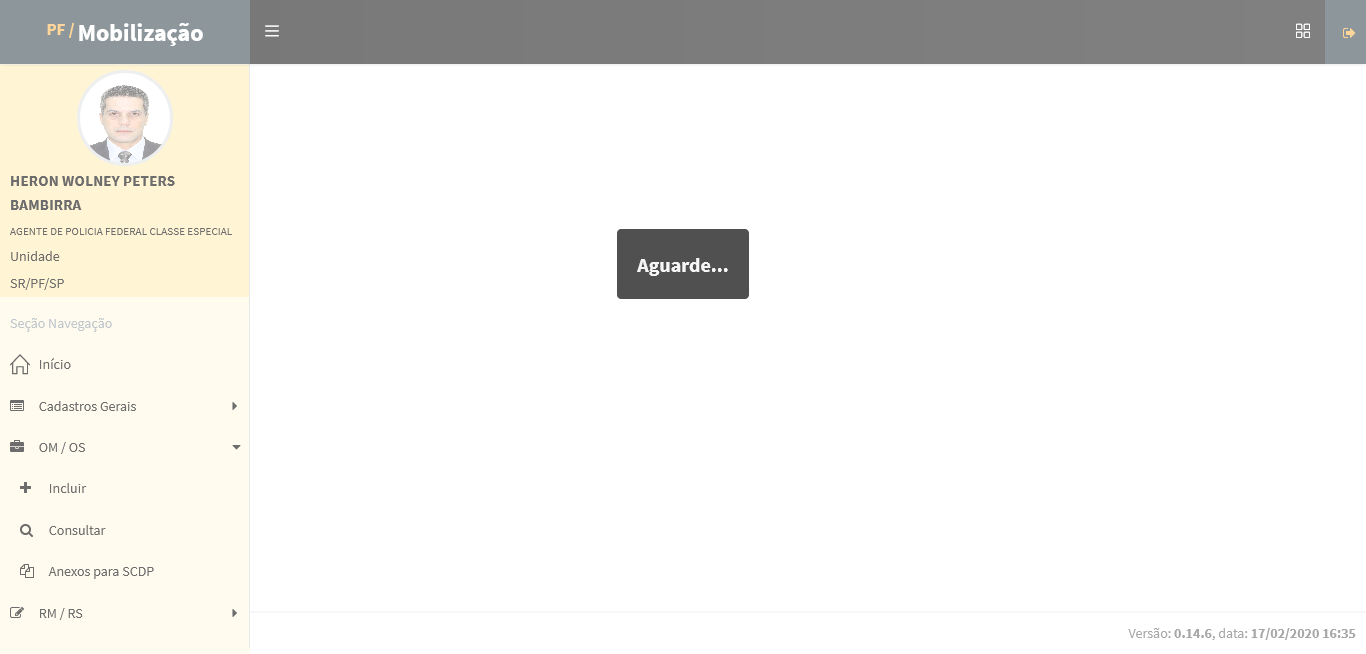 PF / Mobilização
HERON WOLNEY PETERS
BAMBIRRA
AGENTE DE POLICIA FEDERAL CLASSE ESPECIAL
Unidade
SR/PF/SP
Seção Navegação
Início
Cadastros Gerais
OM / OS
Incluir
Consultar
Anexos para SCDP
RM / RS
Aguarde...
Versão: 0.14.6, data: 17/02/2020 16:35